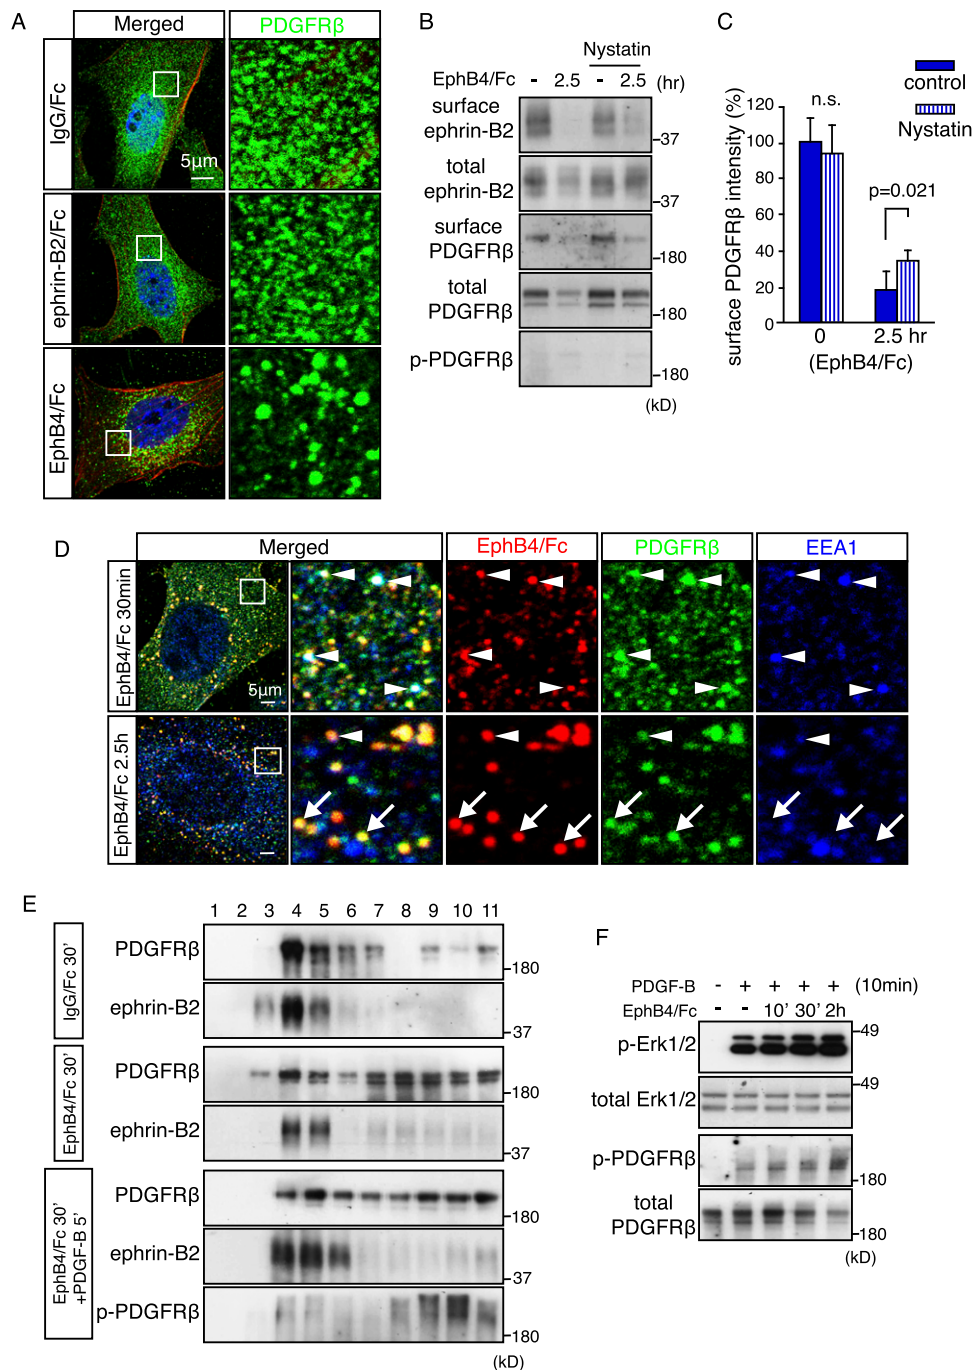 A
Merged
PDGFRβ
IgG/Fc
5μm
ephrin-B2/Fc
EphB4/Fc
B
Nystatin
EphB4/Fc - 2.5 - 2.5 (hr)
surface
ephrin-B2
-37
total
ephrin-B2
-37
surface
PDGFRβ
-180
total
PDGFRβ
-180
p-PDGFRβ
-180
(kD)
C
control
Nystatin
surface PDGFRβ intensity (%)
120
100
80
60
40
20
0
n.s.
p=0.021
0 2.5 hr
(EphB4/Fc)
D
Merged
EphB4/Fc
PDGFRβ
EEA1
EphB4/Fc 30min
5μm
EphB4/Fc 2.5h
E
1 2 3 4 5 6 7 8 9 10 11
IgG/Fc 30'
PDGFRβ
-180
ephrin-B2
-37
EphB4/Fc 30'
PDGFRβ
-180
ephrin-B2
-37
EphB4/Fc 30'
+PDGF-B 5'
PDGFRβ
-180
ephrin-B2
-37
p-PDGFRβ
-180
(kD)
F
PDGF-B - + + + + (10min)
EphB4/Fc - - 10' 30' 2h
p-Erk1/2
-49
total Erk1/2
-49
p-PDGFRβ
-180
total
PDGFRβ
-180
(kD)